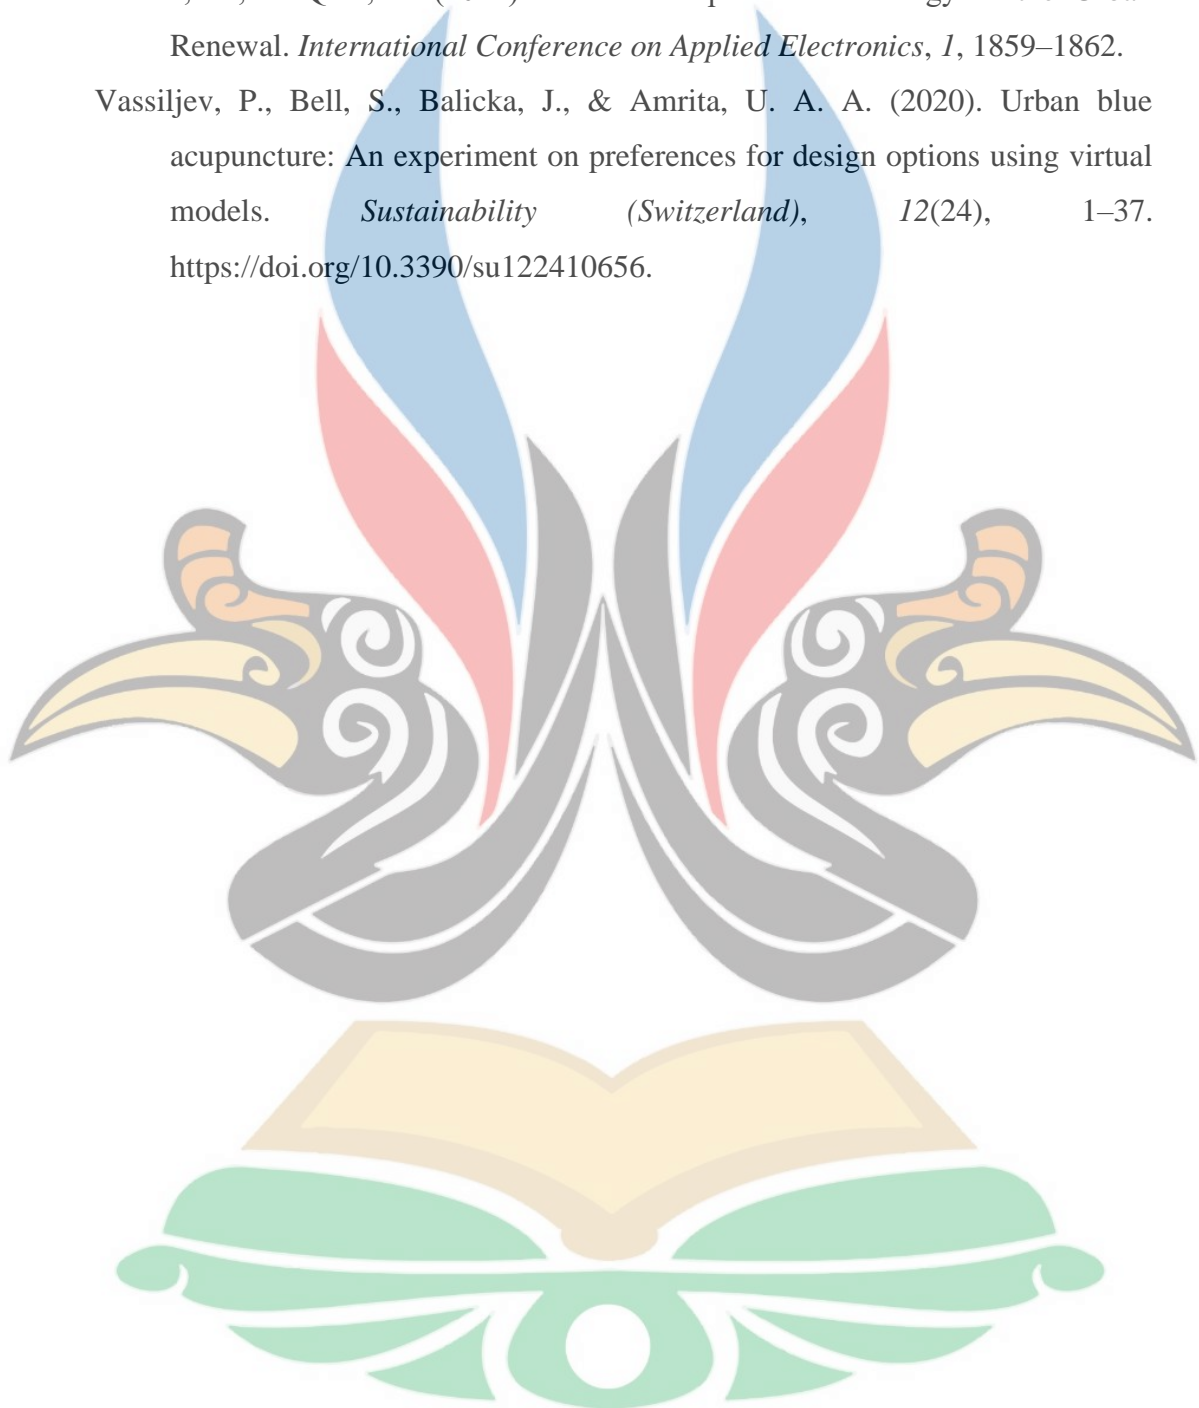 Renewal. International Conference on Applied Electronics, 1, 1859–1862.
Vassiljev, P., Bell, S., Balicka, J., & Amrita, U. A. A. (2020). Urban blue
acupuncture: An experiment on preferences for design options using virtual
models. Sustainability (Switzerland), 12(24), 1–37.
https://doi.org/10.3390/su122410656.